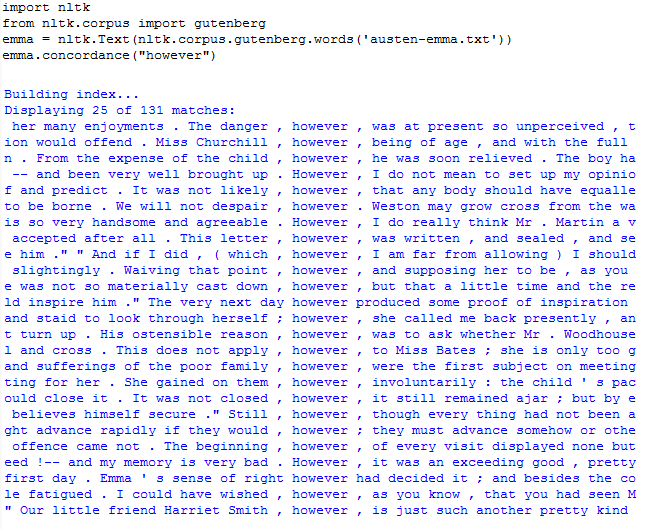 import nltk
from nltk.corpus import gutenberg
emma = nltk.Text(nltk.corpus.gutenberg.words('austen-emma.txt'))
emma.concordance("however")

Building index...
Displaying 25 of 131 matches:
her many enjoyments . The danger , however , was at present so unperceived , t
ion would offend . Miss Churchill , however , being of age , and with the full
n . From the expense of the child , however , he was soon relieved . The boy ha
-- and been very well brought up . However , I do not mean to set up my opinio
f and predict . It was not likely , however , that any body should have equalle
to be borne . We will not despair , however . Weston may grow cross from the wa
is so very handsome and agreeable . However , I do really think Mr . Martin a v
accepted after all . This letter , however , was written , and sealed , and se
e him ." " And if I did , ( which , however , I am far from allowing ) I should
slightingly . Waiving that point , however , and supposing her to be , as you
e was not so materially cast down , however , but that a little time and the re
ld inspire him ." The very next day however produced some proof of inspiration
and staid to look through herself ; however , she called me back presently , an
t turn up . His ostensible reason , however , was to ask whether Mr . Woodhouse
l and cross . This does not apply , however , to Miss Bates ; she is only too g
and sufferings of the poor family , however , were the first subject on meeting
ting for her . She gained on them , however , involuntarily : the child ' s pac
ould close it . It was not closed , however , it still remained ajar ; but by e
believes himself secure ." Still , however , though every thing had not been a
ght advance rapidly if they would , however ; they must advance somehow or othe
offence came not . The beginning , however , of every visit displayed none but
eed !-- and my memory is very bad . However , it was an exceeding good , pretty
first day . Emma ' s sense of right however had decided it ; and besides the co
le fatigued . I could have wished , however , as you know , that you had seen M
" Our little friend Harriet Smith , however , is just such another pretty kind